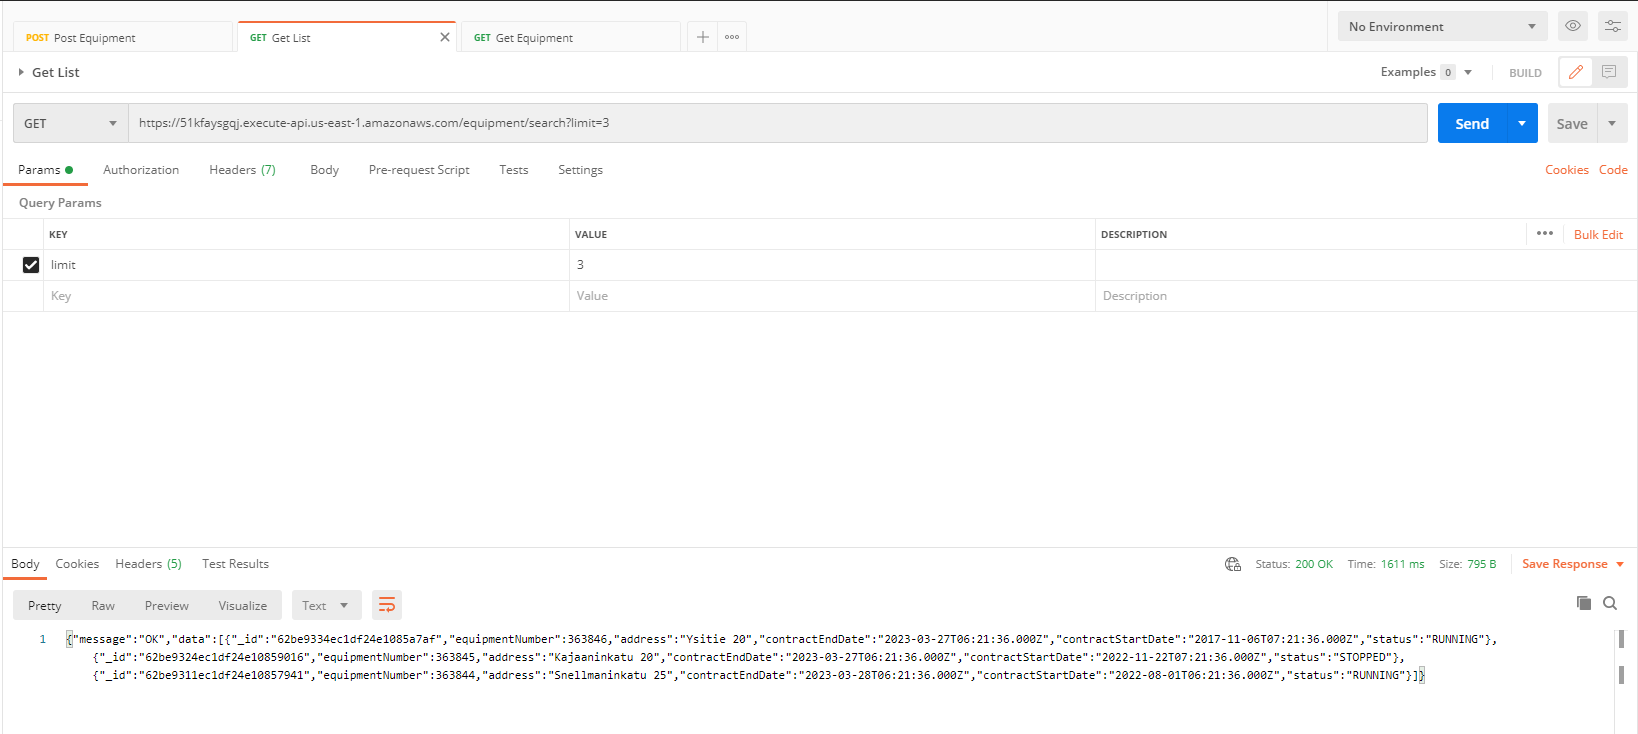 POST Post Equipment
GET Get List
GET Get Equipment
No Environment
Get List
Examples 0
BUILD
GET
https://51kfaysgqj.execute-api.us-east-1.amazonaws.com/equipment/search?limit=3
Send
Save
Params
Authorization
Headers (7)
Body
Pre-request Script
Tests
Settings
Cookies
Code
Query Params
KEY
VALUE
DESCRIPTION
Bulk Edit
limit
3
Key
Value
Description
Body
Cookies
Headers (5)
Test Results
Status: 200 OK
Time: 1611 ms
Size: 795 B
Save Response
Pretty
Raw
Preview
Visualize
Text
1
{"message":"OK","data":[{"_id":"62be9334ec1df24e1085a7af","equipmentNumber":363846,"address":"Ysitie 20","contractEndDate":"2023-03-27T06:21:36.000Z","contractStartDate":"2017-11-06T07:21:36.000Z","status":"RUNNING"},
{"_id":"62be9324ec1df24e10859016","equipmentNumber":363845,"address":"Kajaaninkatu 20","contractEndDate":"2023-03-27T06:21:36.000Z","contractStartDate":"2022-11-22T07:21:36.000Z","status":"STOPPED"},
{"_id":"62be9311ec1df24e10857941","equipmentNumber":363844,"address":"Snellmaninkatu 25","contractEndDate":"2023-03-28T06:21:36.000Z","contractStartDate":"2022-08-01T06:21:36.000Z","status":"RUNNING"}]}